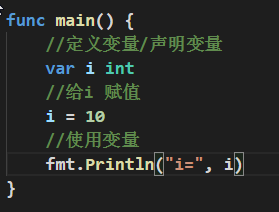 func main() {
    //定义变量/声明变量
    var i int
    //给i 赋值
    i = 10
    //使用变量
    fmt.Println("i=", i)
}